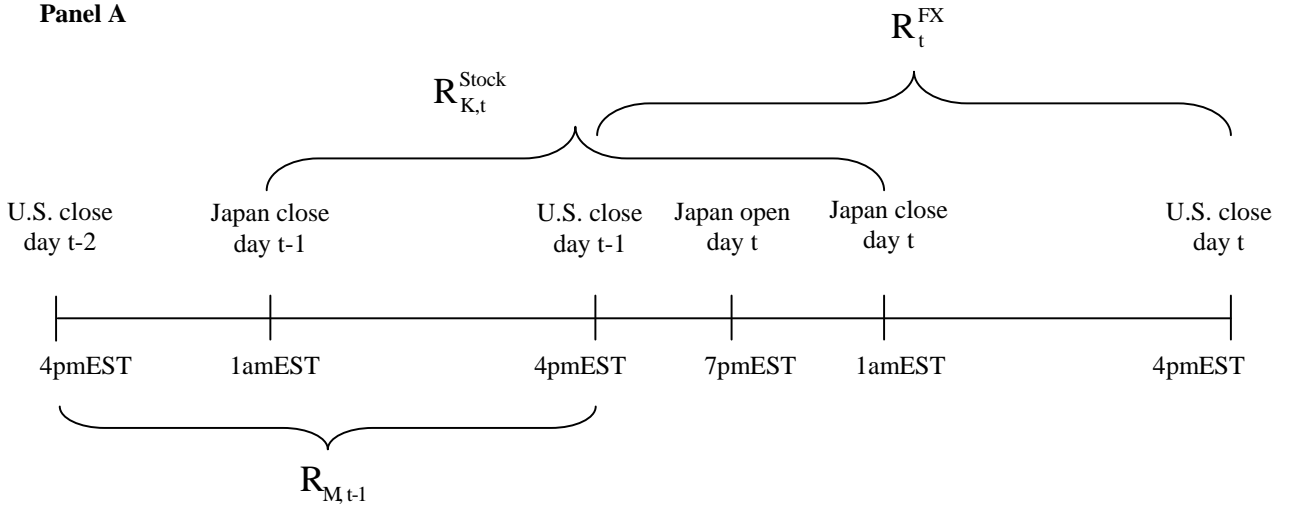 Panel A
R_t^FX
R_K,t^Stock
U.S. close day t-2
Japan close day t-1
U.S. close day t-1
Japan open day t
Japan close day t
U.S. close day t
4pmEST 1amEST 4pmEST 7pmEST 1amEST 4pmEST
R_M,t-1